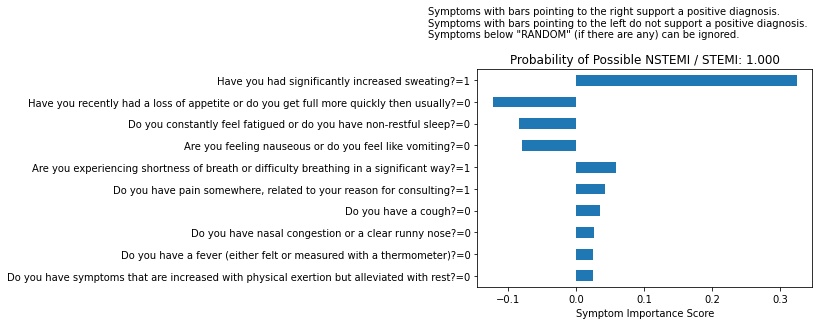 Symptoms with bars pointing to the right support a positive diagnosis.
Symptoms with bars pointing to the left do not support a positive diagnosis.
Symptoms below "RANDOM" (if there are any) can be ignored.
Probability of Possible NSTEMI / STEMI: 1.000
Have you had significantly increased sweating?=1
Have you recently had a loss of appetite or do you get full more quickly then usually?=0
Do you constantly feel fatigued or do you have non-restful sleep?=0
Are you feeling nauseous or do you feel like vomiting?=0
Are you experiencing shortness of breath or difficulty breathing in a significant way?=1
Do you have pain somewhere, related to your reason for consulting?=1
Do you have a cough?=0
Do you have nasal congestion or a clear runny nose?=0
Do you have a fever (either felt or measured with a thermometer)?=0
Do you have symptoms that are increased with physical exertion but alleviated with rest?=0
−0.1 0.0 0.1 0.2 0.3
Symptom Importance Score